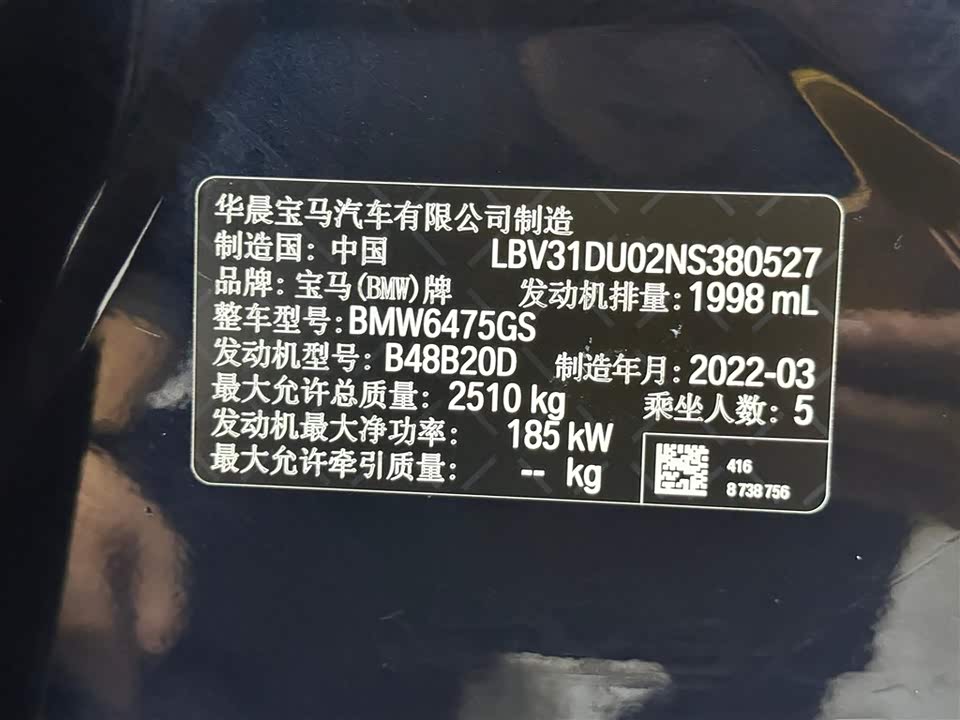 华晨宝马汽车有限公司制造
制造国: 中国 LBV31DU02NS380527
品牌: 宝马(BMW)牌 发动机排量: 1998 mL
整车型号: BMW6475GS
发动机型号: B48B20D 制造年月: 2022-03
最大允许总质量: 2510 kg 乘坐人数: 5
发动机最大净功率: 185 kW
最大允许牵引质量: -- kg
416
8 738 756